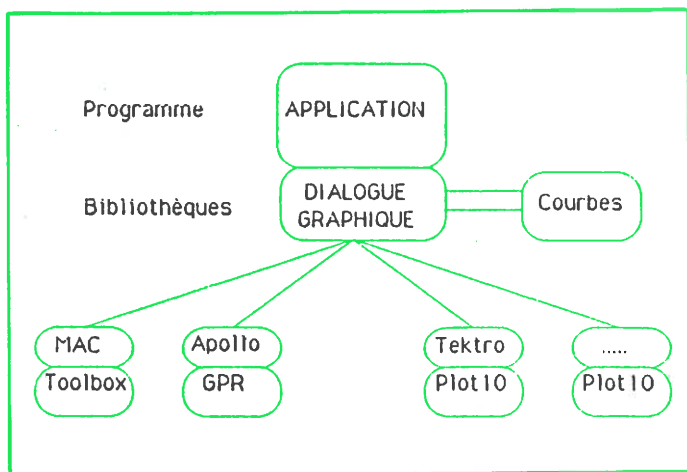 Programme
APPLICATION
Bibliothèques
DIALOGUE
GRAPHIQUE
Courbes
MAC
Apollo
Tektro
.....
Toolbox
GPR
Plot10
Plot10